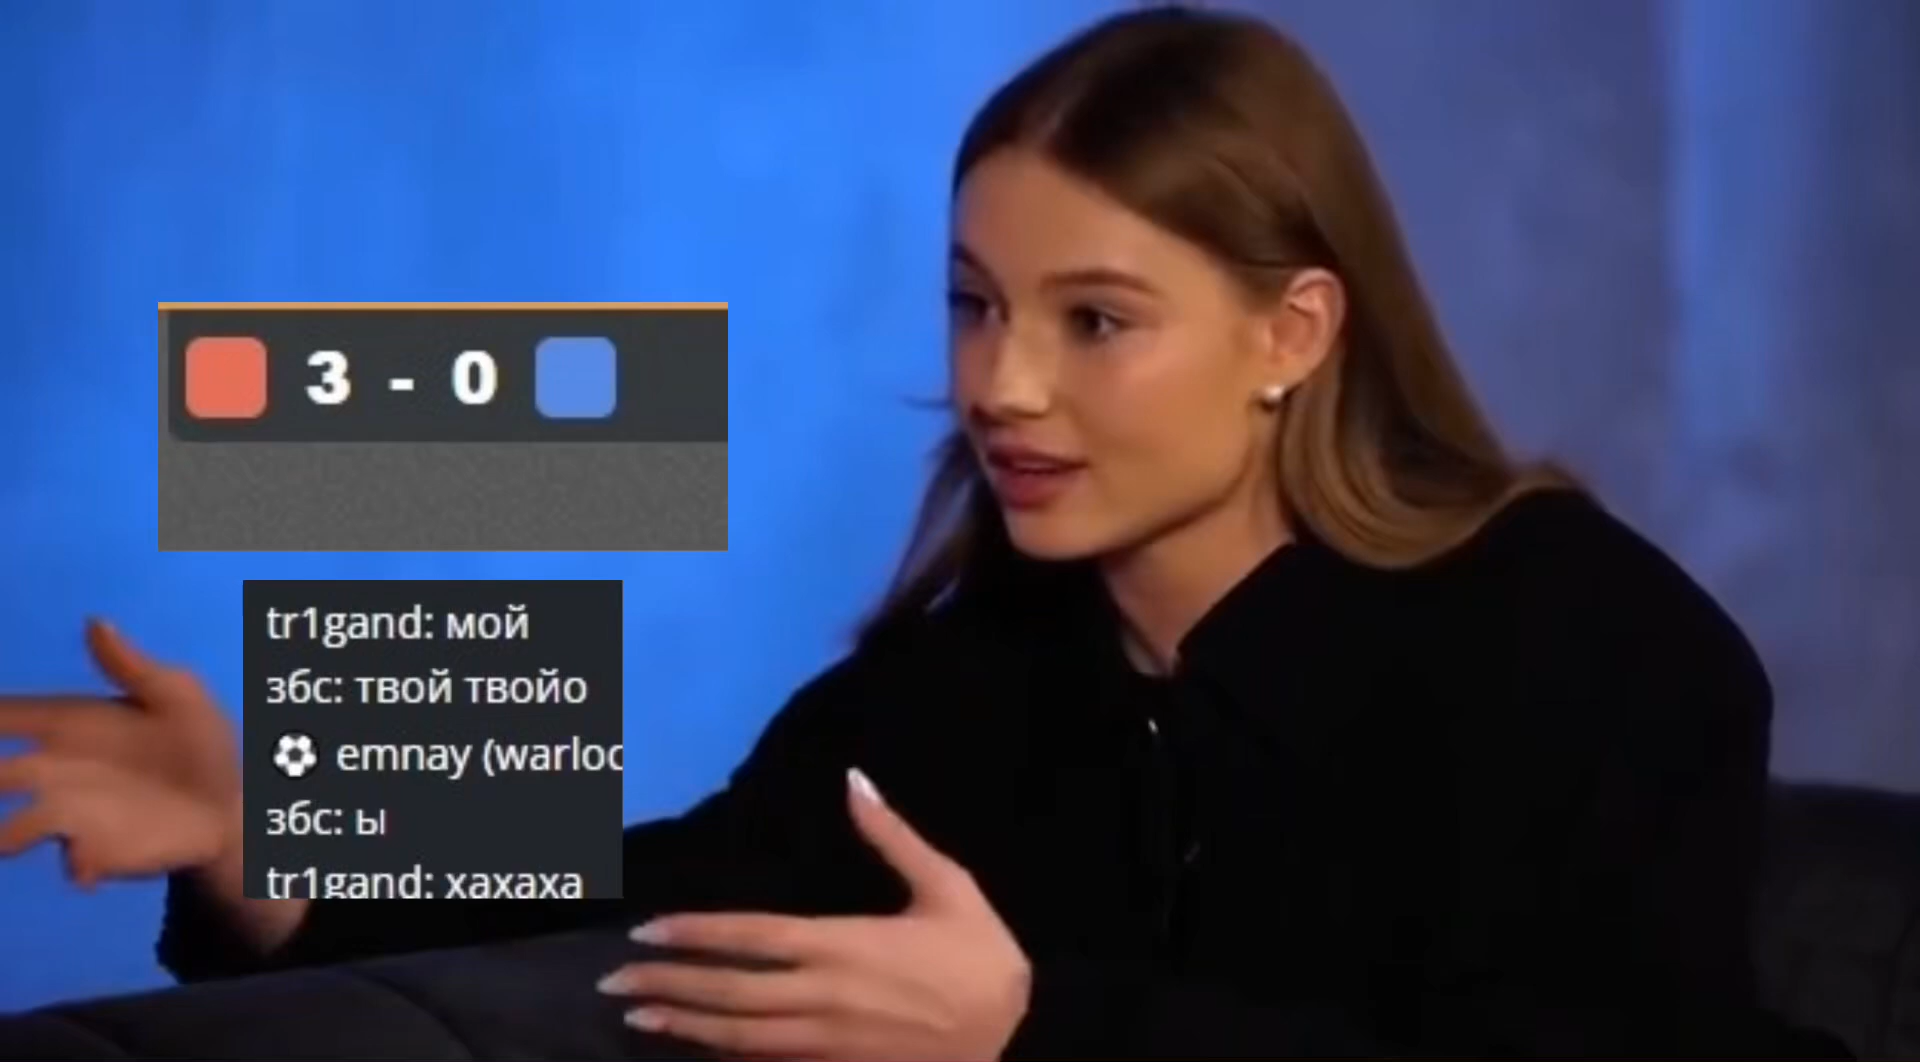 3 - 0
tr1gand: мой
збс: твой твойо
emnay (warloc
збс: ы
tr1gand: хахаха